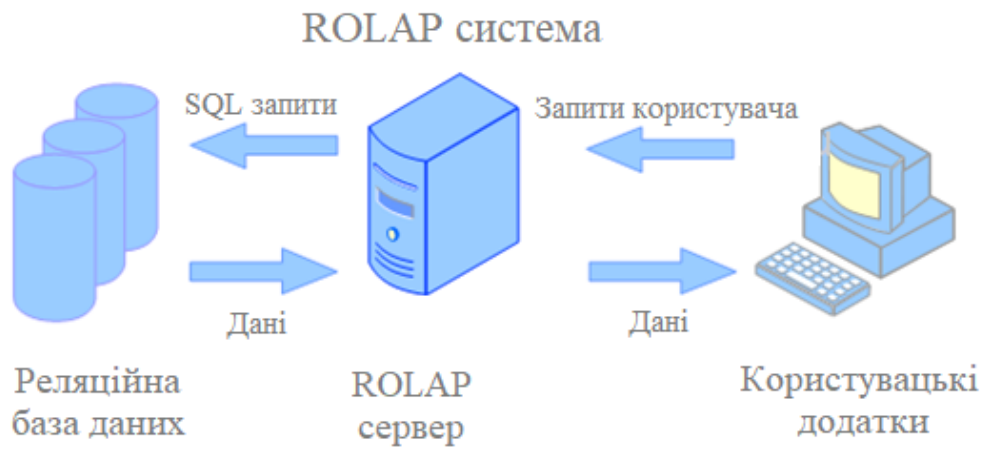 ROLAP система
SQL запити
Запити користувача
Дані
Дані
Реляційна
база даних
ROLAP
сервер
Користувацькі
додатки